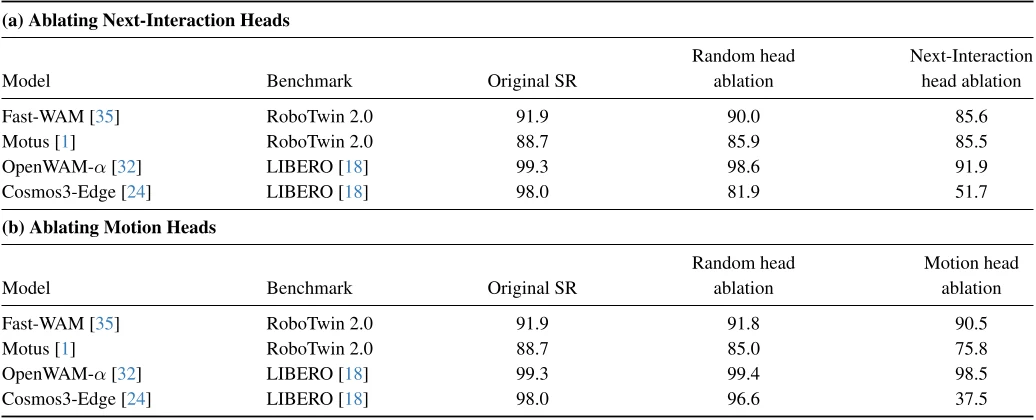 (a) Ablating Next-Interaction Heads
Random head Next-Interaction
Model Benchmark Original SR ablation head ablation
Fast-WAM [35] RoboTwin 2.0 91.9 90.0 85.6
Motus [1] RoboTwin 2.0 88.7 85.9 85.5
OpenWAM-α [32] LIBERO [18] 99.3 98.6 91.9
Cosmos3-Edge [24] LIBERO [18] 98.0 81.9 51.7
(b) Ablating Motion Heads
Random head Motion head
Model Benchmark Original SR ablation ablation
Fast-WAM [35] RoboTwin 2.0 91.9 91.8 90.5
Motus [1] RoboTwin 2.0 88.7 85.0 75.8
OpenWAM-α [32] LIBERO [18] 99.3 99.4 98.5
Cosmos3-Edge [24] LIBERO [18] 98.0 96.6 37.5